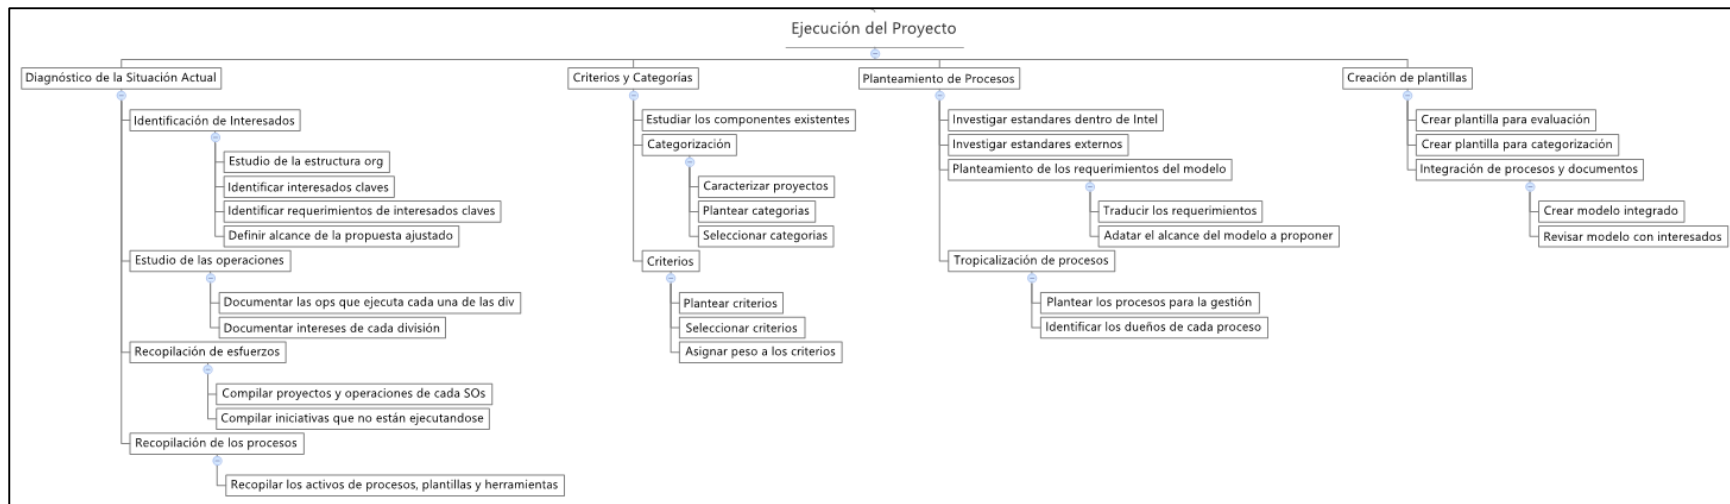 Ejecución del Proyecto
Diagnóstico de la Situación Actual
Identificación de Interesados
Estudio de la estructura org
Identificar interesados claves
Identificar requerimientos de interesados claves
Definir alcance de la propuesta ajustado
Estudio de las operaciones
Documentar las ops que ejecuta cada una de las div
Documentar intereses de cada división
Recopilación de esfuerzos
Compilar proyectos y operaciones de cada SOs
Compilar iniciativas que no están ejecutandose
Recopilación de los procesos
Recopilar los activos de procesos, plantillas y herramientas
Criterios y Categorías
Estudiar los componentes existentes
Categorización
Caracterizar proyectos
Plantear categorias
Seleccionar categorias
Criterios
Plantear criterios
Seleccionar criterios
Asignar peso a los criterios
Planteamiento de Procesos
Investigar estandares dentro de Intel
Investigar estandares externos
Planteamiento de los requerimientos del modelo
Traducir los requerimientos
Adatar el alcance del modelo a proponer
Tropicalización de procesos
Plantear los procesos para la gestión
Identificar los dueños de cada proceso
Creación de plantillas
Crear plantilla para evaluación
Crear plantilla para categorización
Integración de procesos y documentos
Crear modelo integrado
Revisar modelo con interesados